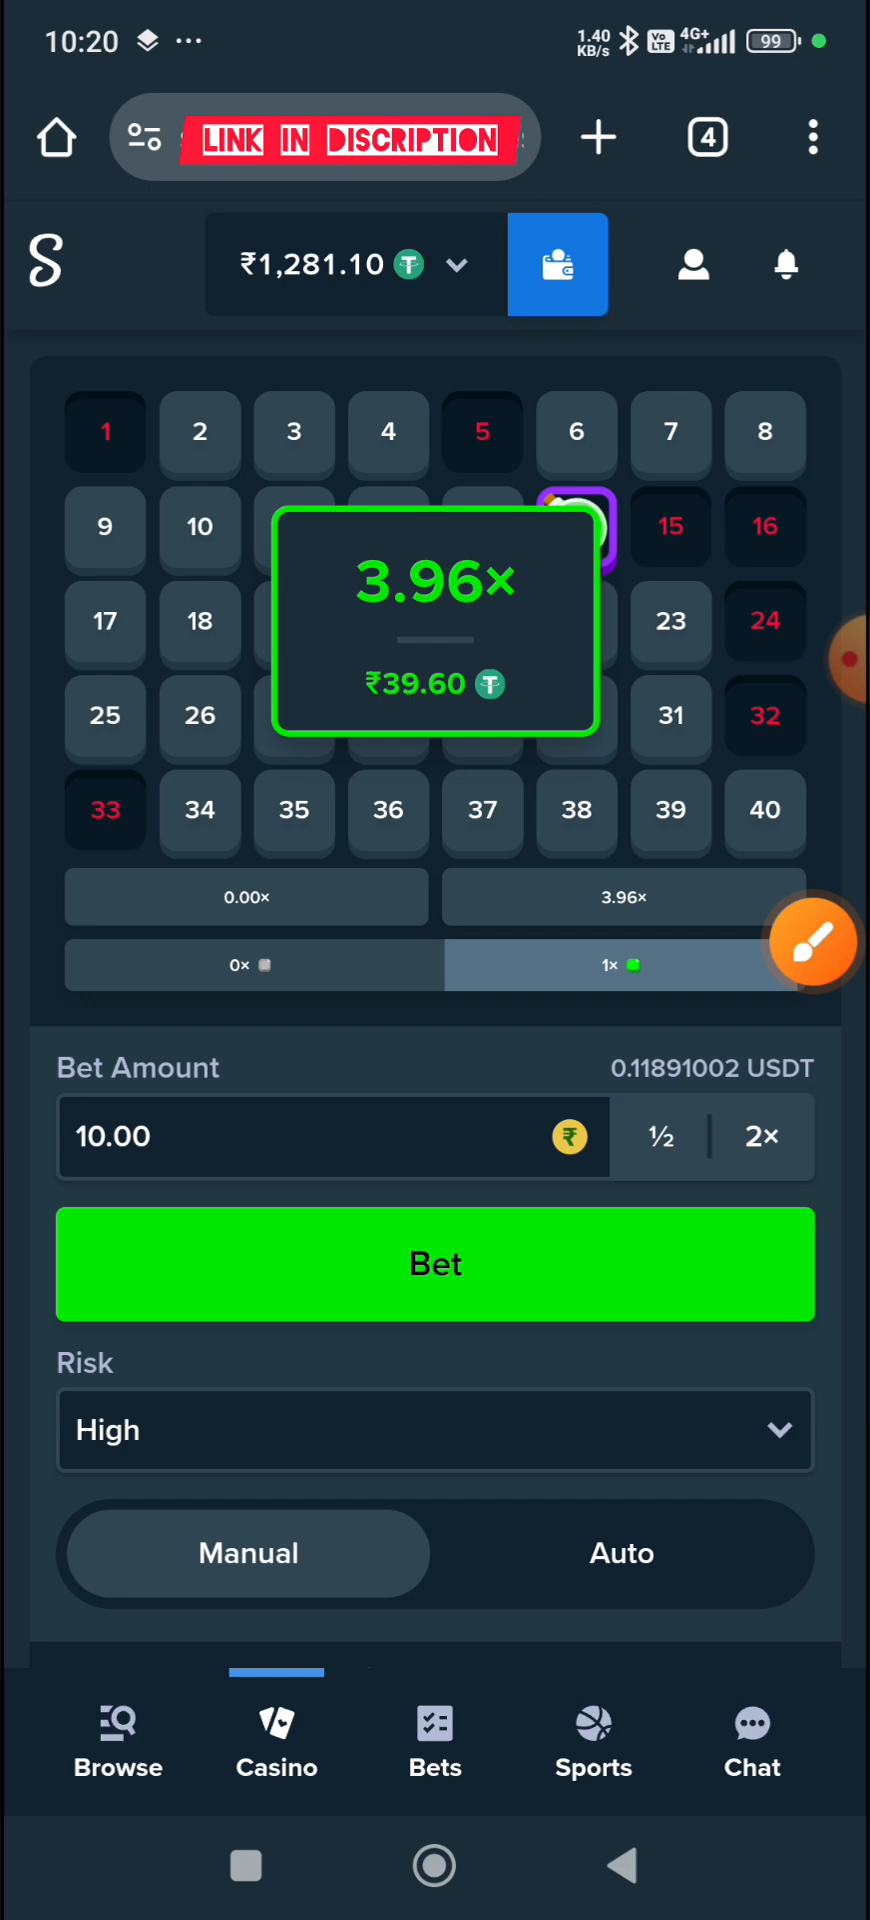 10:20
1.40
KB/s
Vo
LTE
4G+
99
LINK IN DISCRIPTION
4
S
₹1,281.10
1 2 3 4 5 6 7 8
9 10 15 16
17 18 23 24
25 26 31 32
33 34 35 36 37 38 39 40
3.96×
₹39.60
0.00× 3.96×
0× 1×
Bet Amount 0.11891002 USDT
10.00 ₹ ½ 2×
Bet
Risk
High
Manual Auto
Browse Casino Bets Sports Chat